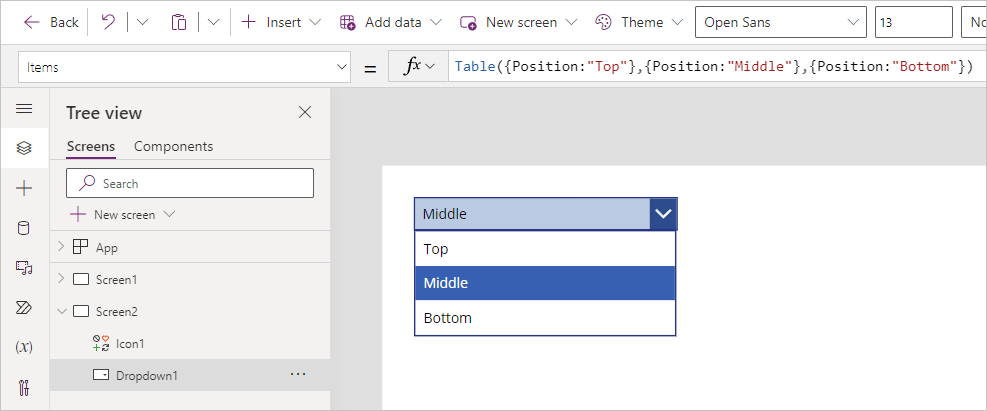 Back Insert Add data New screen Theme Open Sans 13 No
Items = fx Table({Position:"Top"},{Position:"Middle"},{Position:"Bottom"})
Tree view
Screens Components
Search
New screen
App
Screen1
Screen2
Icon1
Dropdown1 ...
(x)
Middle
Top
Middle
Bottom